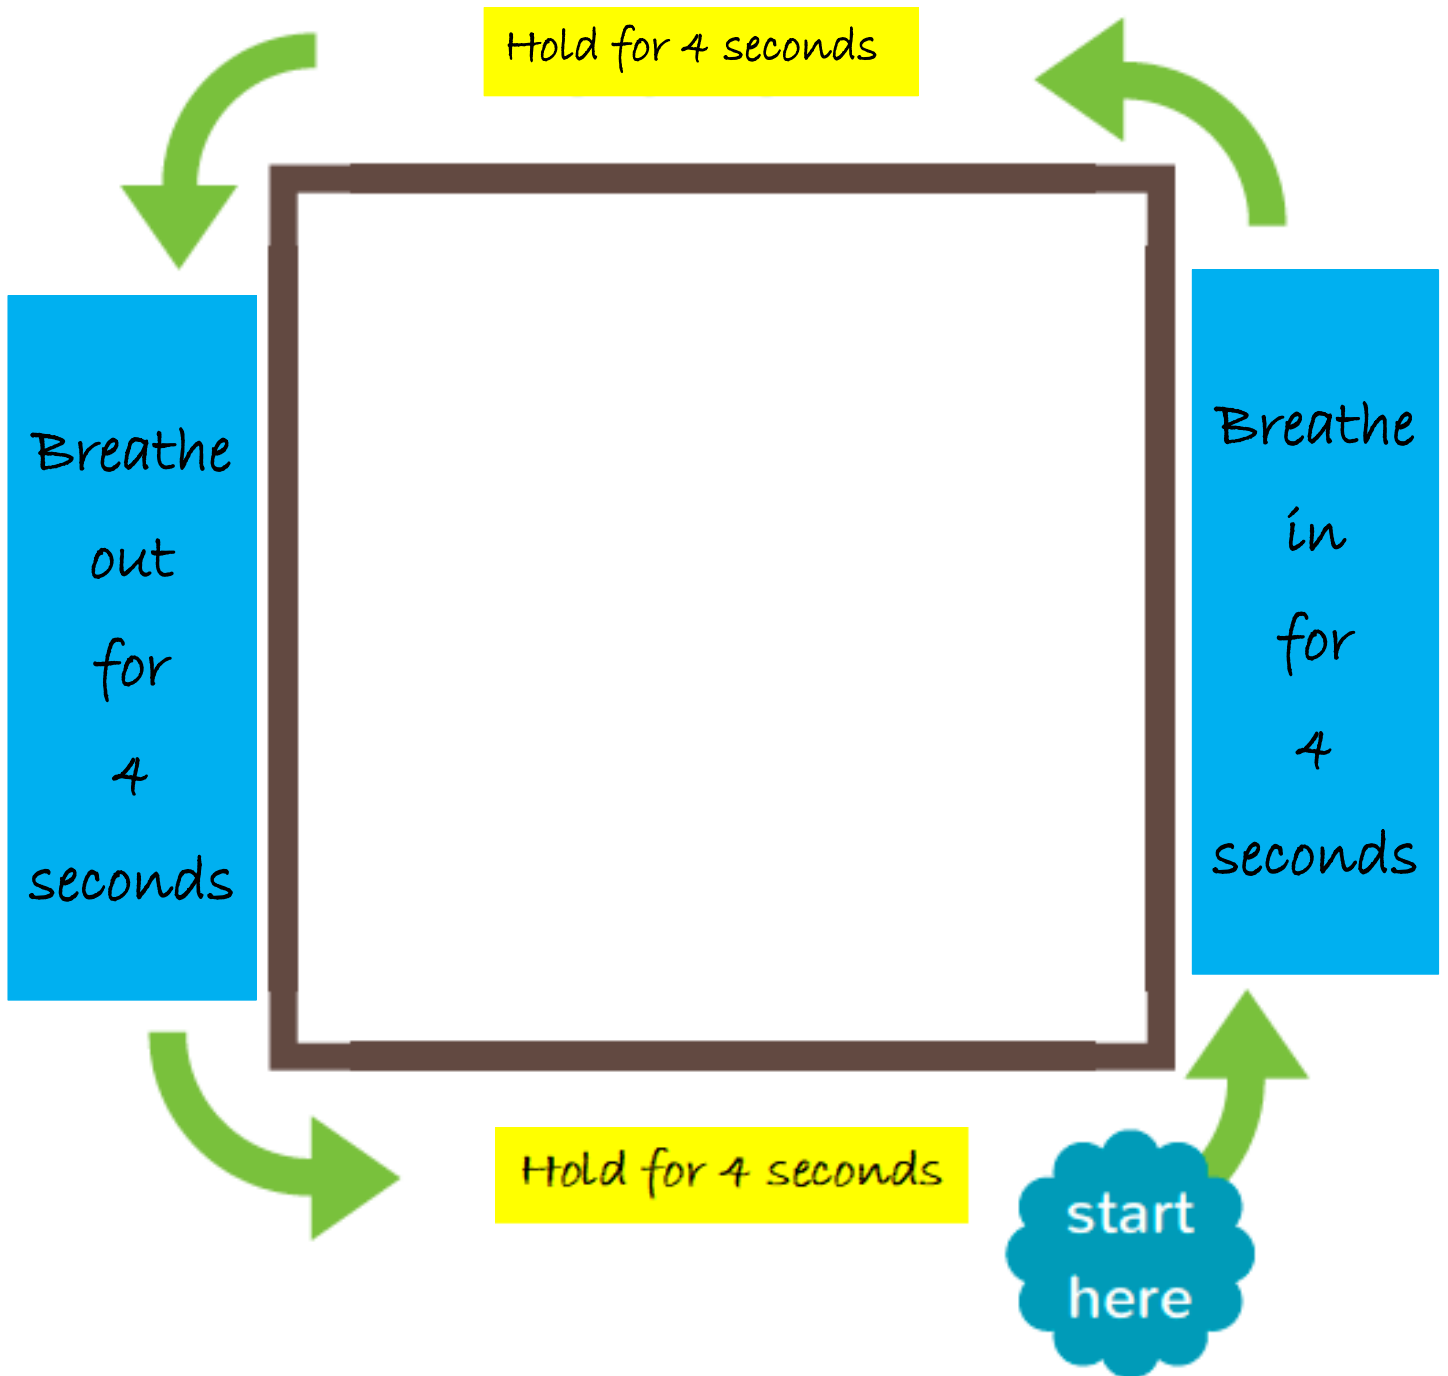 Hold for 4 seconds
Breathe
out
for
4
seconds
Breathe
in
for
4
seconds
Hold for 4 seconds
start
here